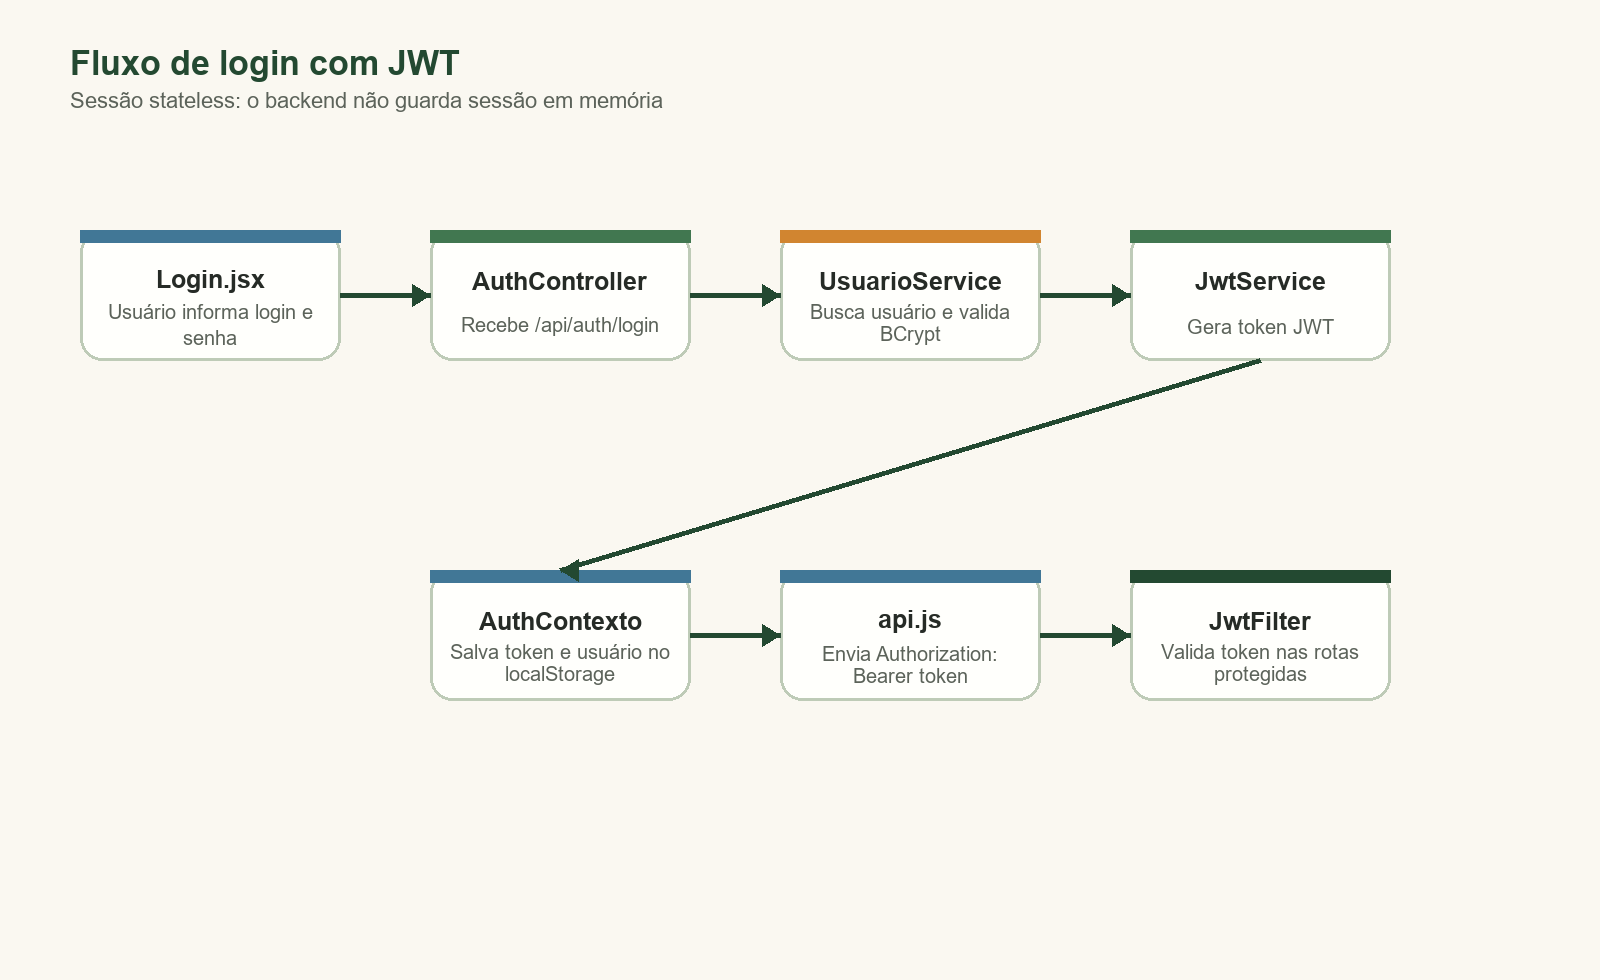 Fluxo de login com JWT
Sessão stateless: o backend não guarda sessão em memória
Login.jsx
Usuário informa login e
senha
AuthController
Recebe /api/auth/login
UsuarioService
Busca usuário e valida
BCrypt
JwtService
Gera token JWT
AuthContexto
Salva token e usuário no
localStorage
api.js
Envia Authorization:
Bearer token
JwtFilter
Valida token nas rotas
protegidas